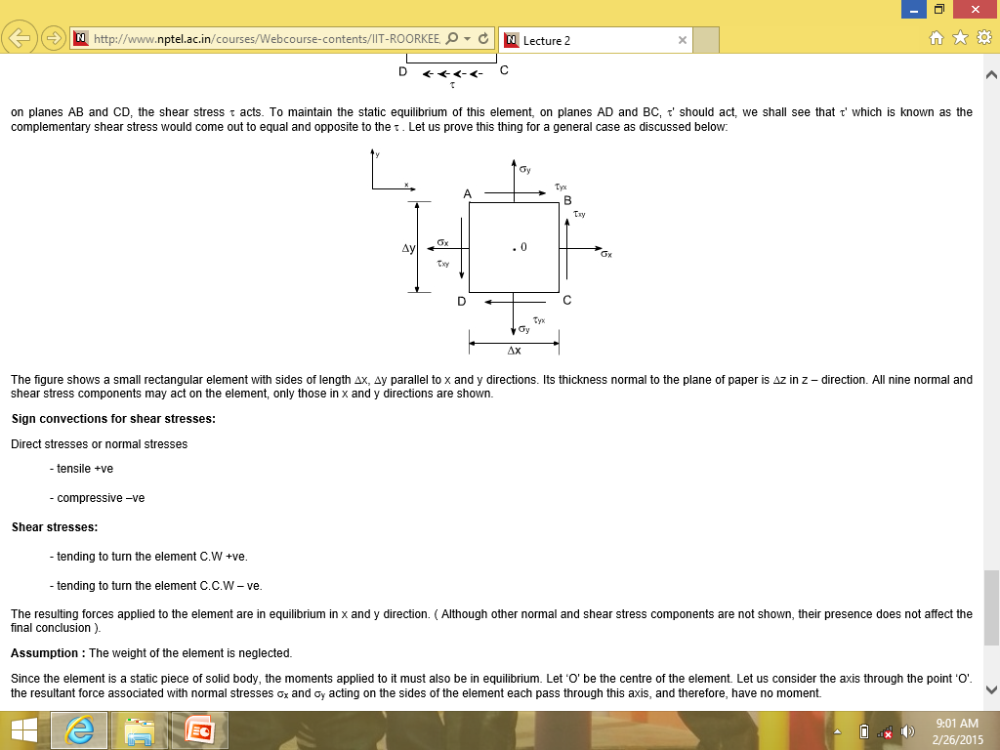 http://www.nptel.ac.in/courses/Webcourse-contents/IIT-ROORKEE
Lecture 2
D
C
τ
on planes AB and CD, the shear stress τ acts. To maintain the static equilibrium of this element, on planes AD and BC, τ' should act, we shall see that τ' which is known as the
complementary shear stress would come out to equal and opposite to the τ . Let us prove this thing for a general case as discussed below:
y
x
σy
τyx
A
B
τxy
Δy
σx
. 0
σx
τxy
D
C
τyx
σy
Δx
The figure shows a small rectangular element with sides of length Δx, Δy parallel to x and y directions. Its thickness normal to the plane of paper is Δz in z – direction. All nine normal and
shear stress components may act on the element, only those in x and y directions are shown.
Sign convections for shear stresses:
Direct stresses or normal stresses
- tensile +ve
- compressive –ve
Shear stresses:
- tending to turn the element C.W +ve.
- tending to turn the element C.C.W – ve.
The resulting forces applied to the element are in equilibrium in x and y direction. ( Although other normal and shear stress components are not shown, their presence does not affect the
final conclusion ).
Assumption : The weight of the element is neglected.
Since the element is a static piece of solid body, the moments applied to it must also be in equilibrium. Let ‘O’ be the centre of the element. Let us consider the axis through the point ‘O’.
the resultant force associated with normal stresses σx and σy acting on the sides of the element each pass through this axis, and therefore, have no moment.
9:01 AM
2/26/2015